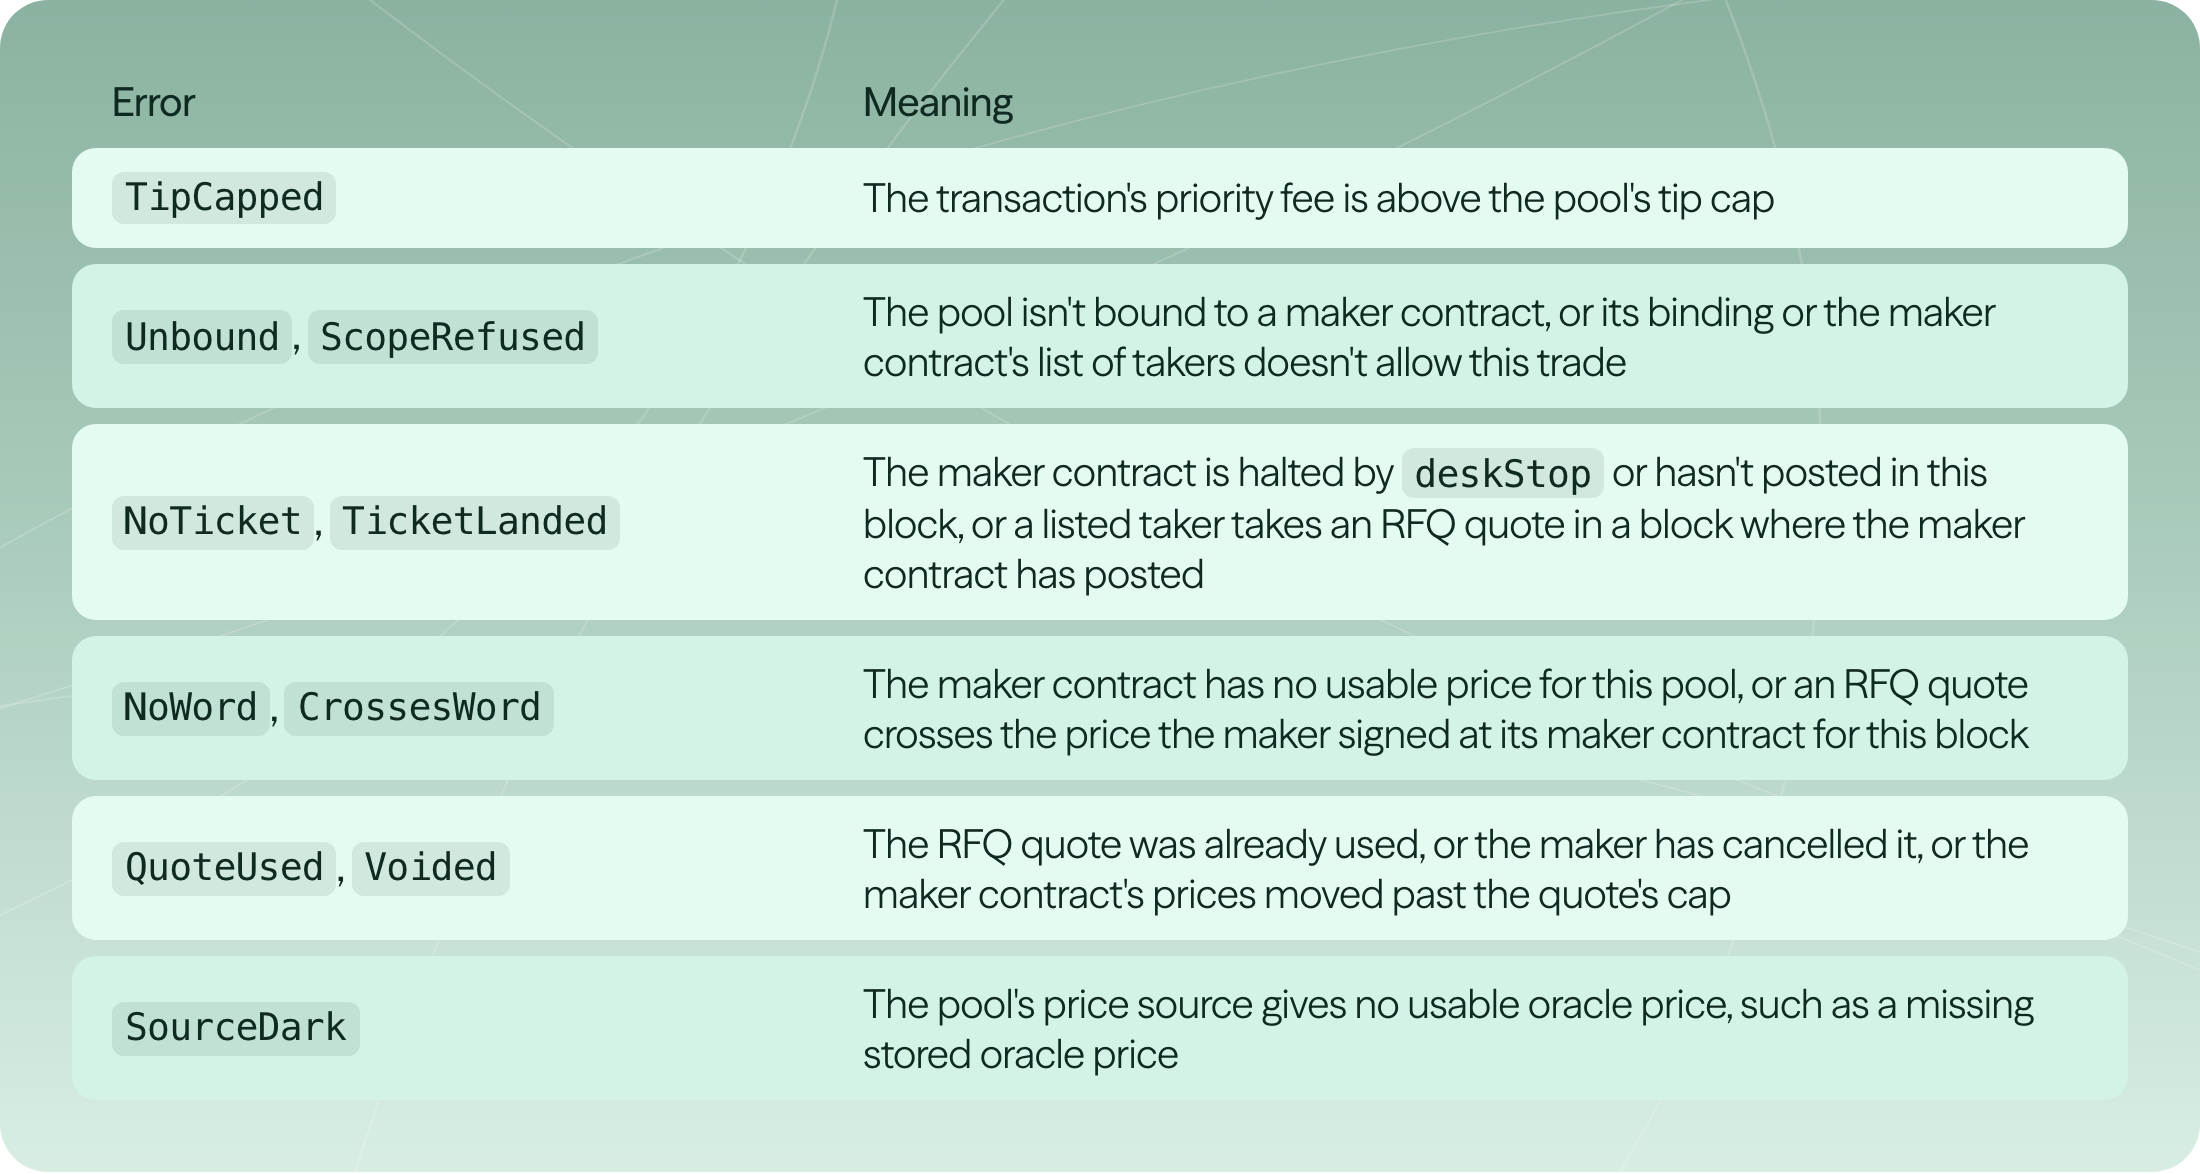 Error Meaning
TipCapped The transaction's priority fee is above the pool's tip cap
Unbound, ScopeRefused The pool isn't bound to a maker contract, or its binding or the maker
contract's list of takers doesn't allow this trade
NoTicket, TicketLanded The maker contract is halted by deskStop or hasn't posted in this
block, or a listed taker takes an RFQ quote in a block where the maker
contract has posted
NoWord, CrossesWord The maker contract has no usable price for this pool, or an RFQ quote
crosses the price the maker signed at its maker contract for this block
QuoteUsed, Voided The RFQ quote was already used, or the maker has cancelled it, or the
maker contract's prices moved past the quote's cap
SourceDark The pool's price source gives no usable oracle price, such as a missing
stored oracle price